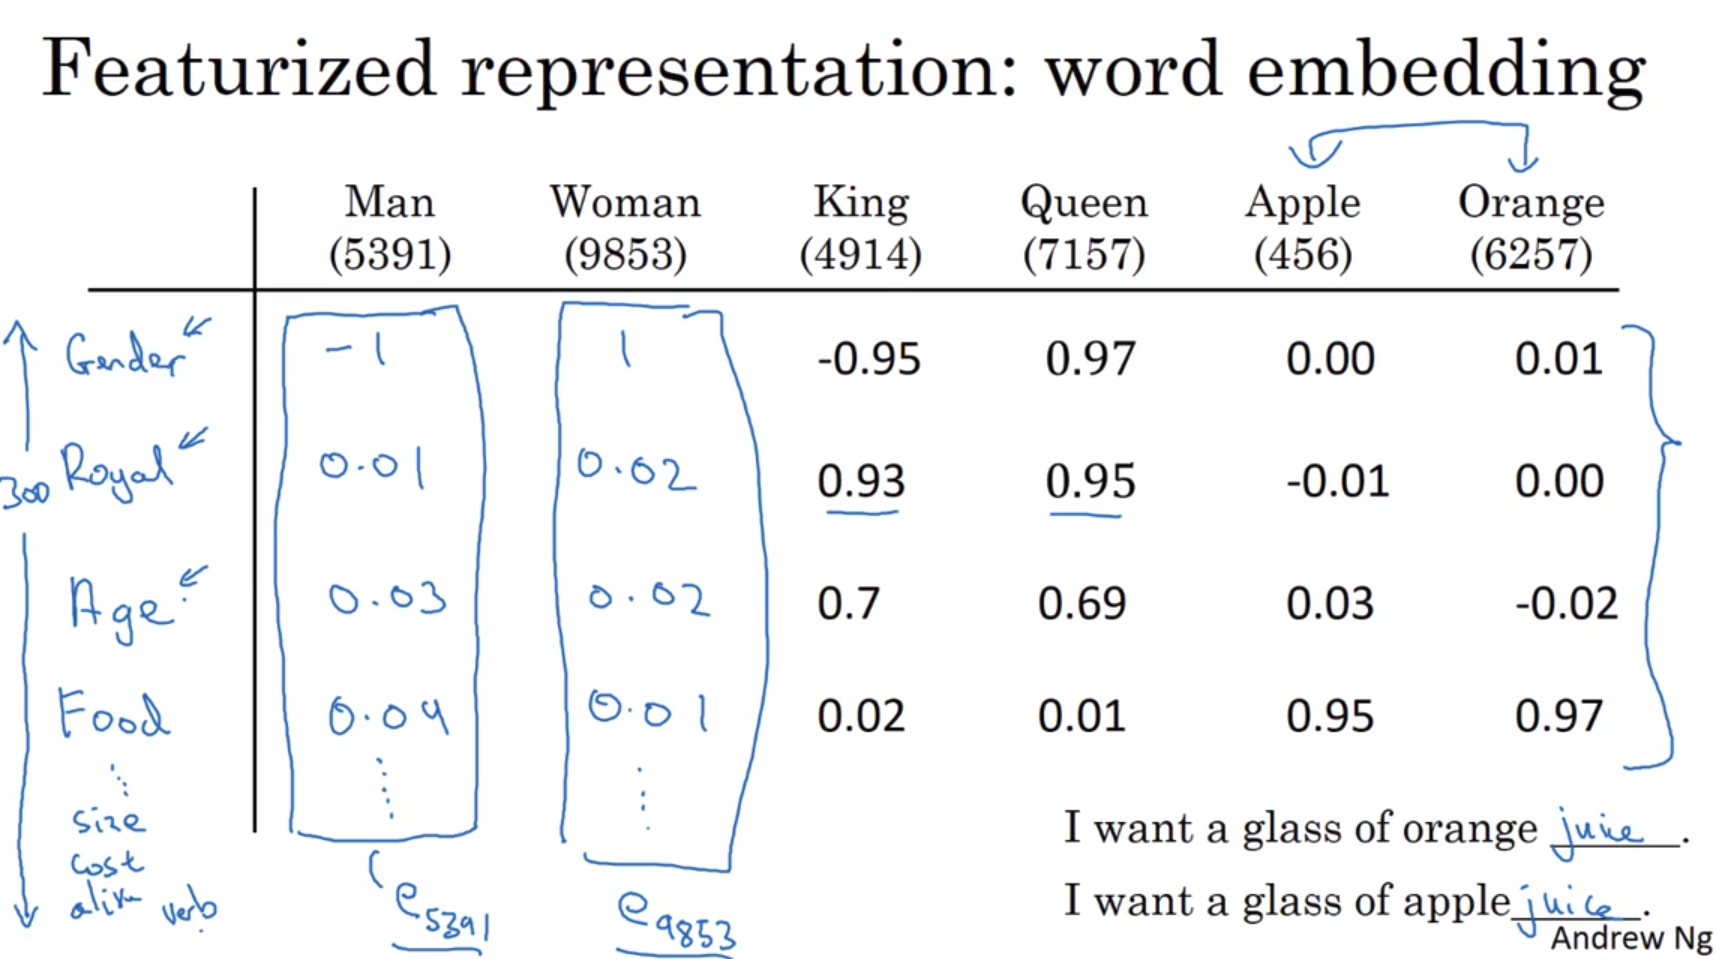 Featurized representation: word embedding
Man Woman King Queen Apple Orange
(5391) (9853) (4914) (7157) (456) (6257)
Gender -1 1 -0.95 0.97 0.00 0.01
300 Royal 0.01 0.02 0.93 0.95 -0.01 0.00
Age 0.03 0.02 0.7 0.69 0.03 -0.02
Food 0.04 0.01 0.02 0.01 0.95 0.97
size
cost
alive verb
e5391 e9853
I want a glass of orange juice.
I want a glass of apple juice.
Andrew Ng